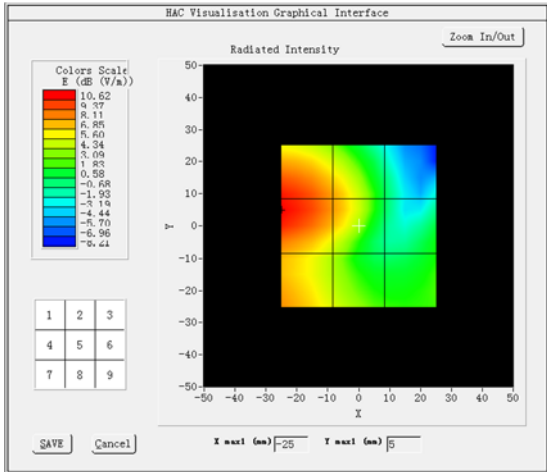 HAC Visualisation Graphical Interface
Zoom In/Out
Radiated Intensity
Colors Scale
E (dB (V/m))
10.62
9.37
8.11
6.85
5.60
4.34
3.09
1.83
0.58
-0.68
-1.93
-3.19
-4.44
-5.70
-6.96
-8.21
50
40
30
20
10
0
-10
-20
-30
-40
-50
Y
-50 -40 -30 -20 -10 0 10 20 30 40 50
X
1 2 3
4 5 6
7 8 9
SAVE Cancel X max1 (mm) -25 Y max1 (mm) 5